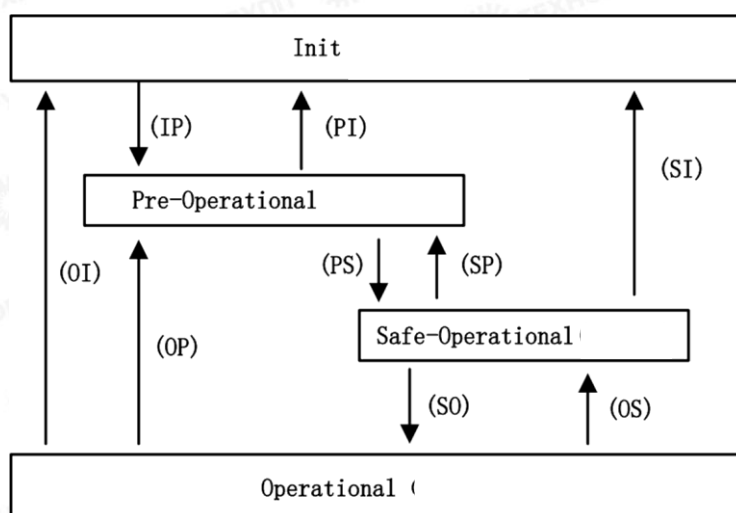 Init
(IP)
(PI)
(SI)
Pre-Operational
(OI)
(PS)
(SP)
(OP)
Safe-Operational
(SO)
(OS)
Operational